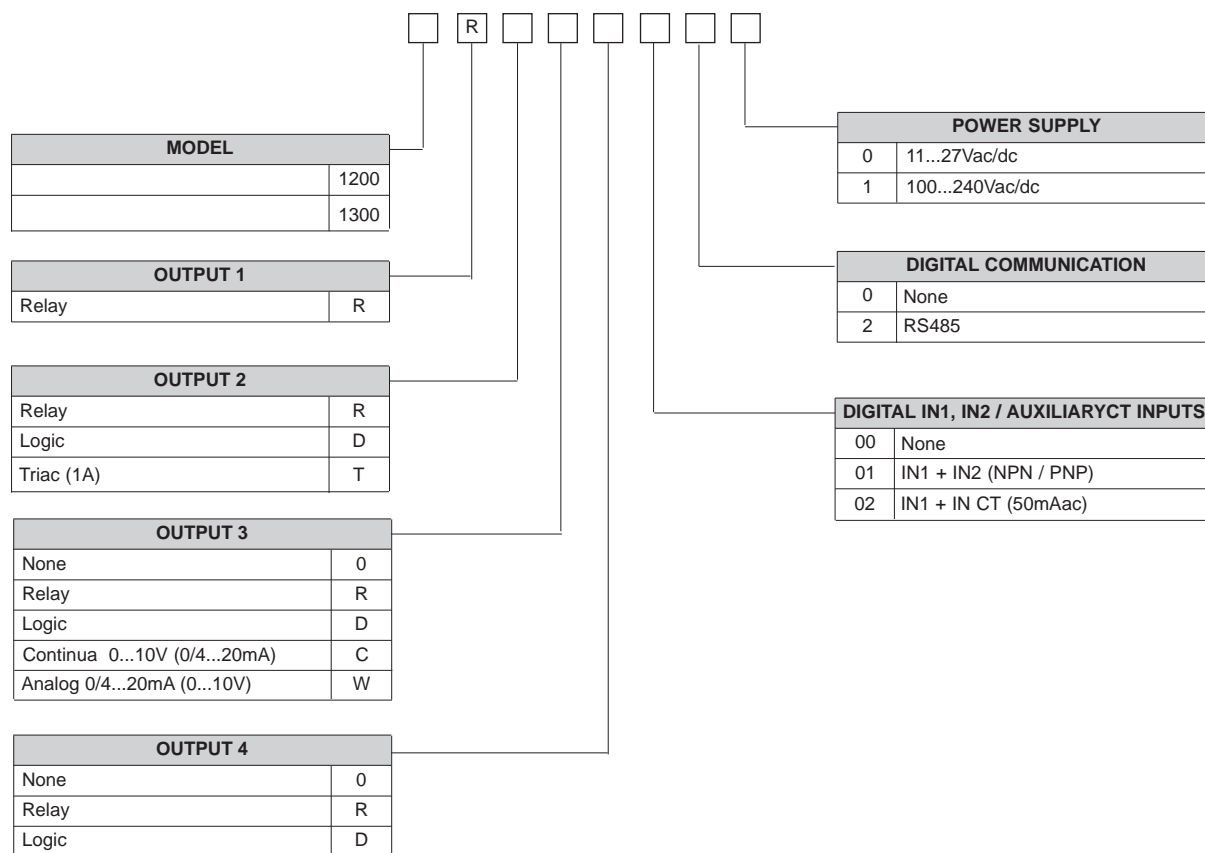 R
MODEL
1200
1300
OUTPUT 1
Relay R
OUTPUT 2
Relay R
Logic D
Triac (1A) T
OUTPUT 3
None 0
Relay R
Logic D
Continua 0...10V (0/4...20mA) C
Analog 0/4...20mA (0...10V) W
OUTPUT 4
None 0
Relay R
Logic D
POWER SUPPLY
0 11...27Vac/dc
1 100...240Vac/dc
DIGITAL COMMUNICATION
0 None
2 RS485
DIGITAL IN1, IN2 / AUXILIARYCT INPUTS
00 None
01 IN1 + IN2 (NPN / PNP)
02 IN1 + IN CT (50mAac)